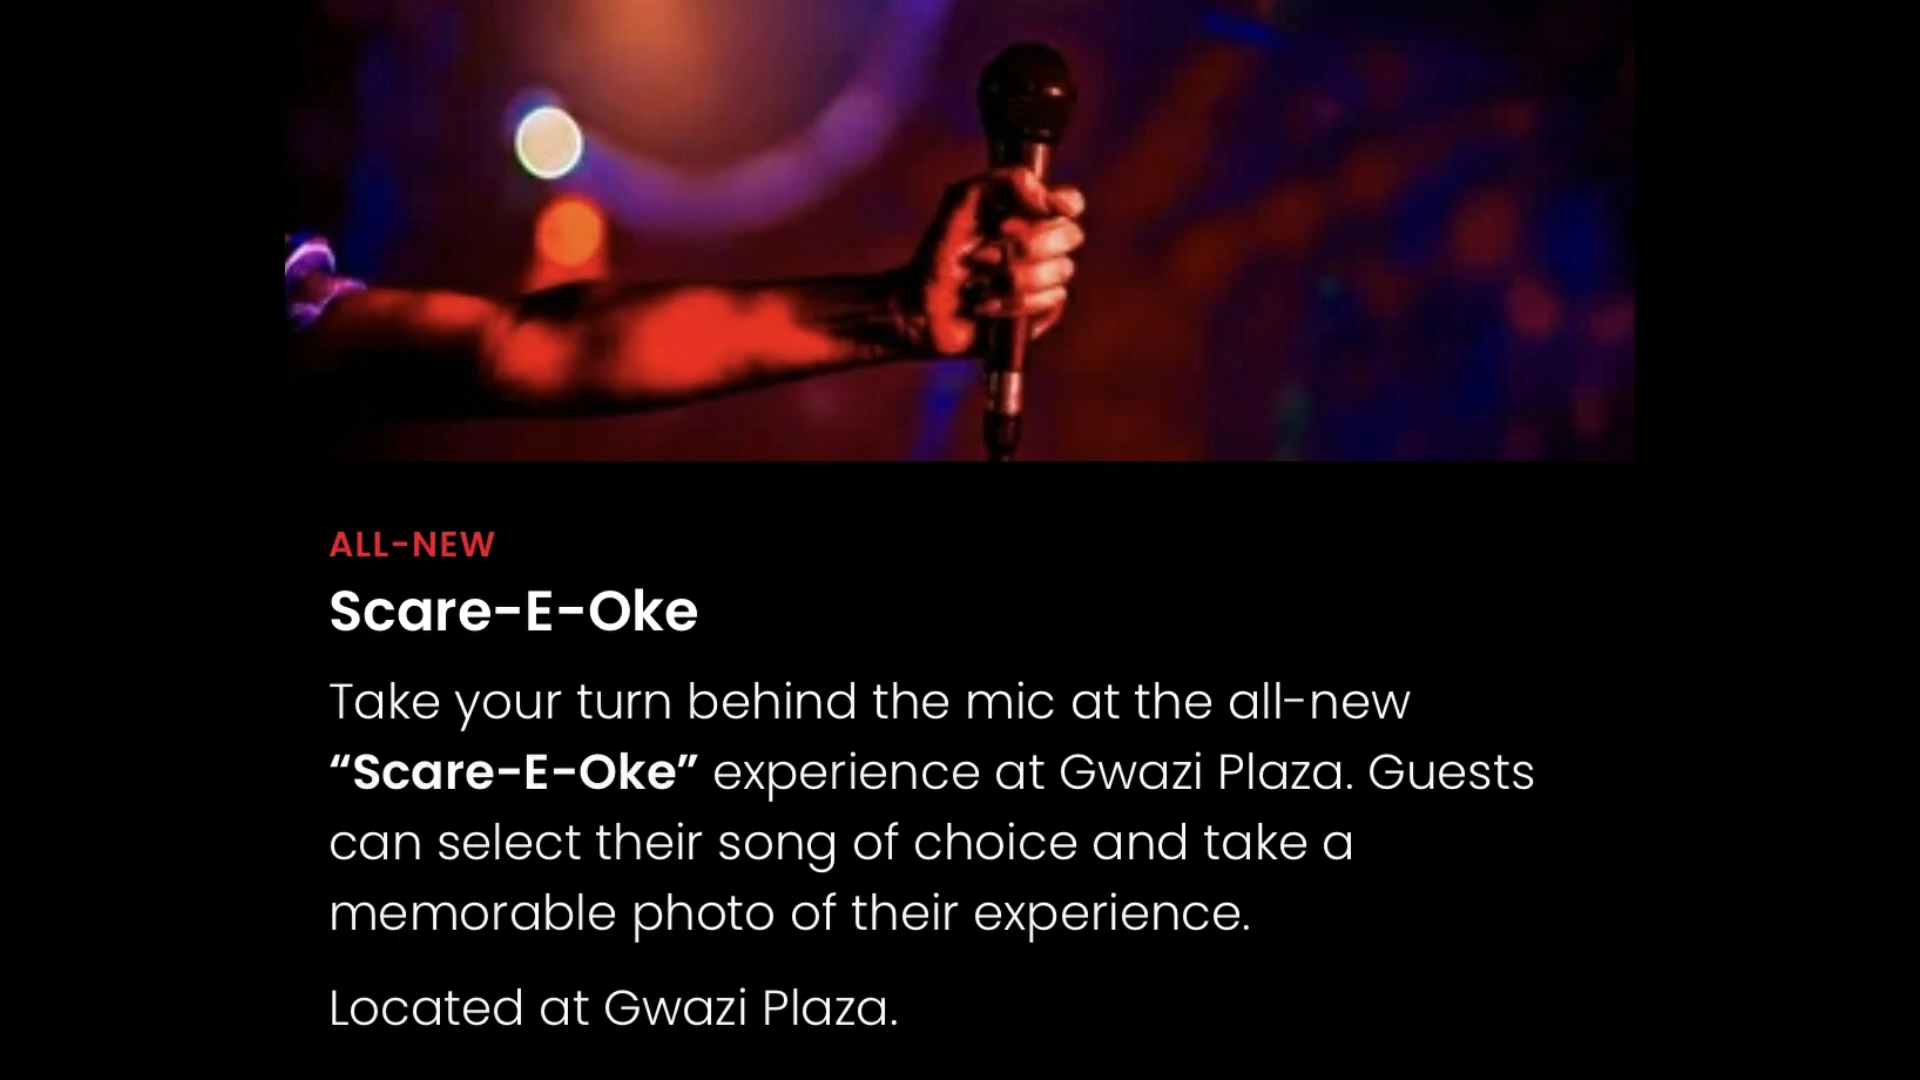 ALL-NEW
Scare-E-Oke
Take your turn behind the mic at the all-new
“Scare-E-Oke” experience at Gwazi Plaza. Guests
can select their song of choice and take a
memorable photo of their experience.
Located at Gwazi Plaza.